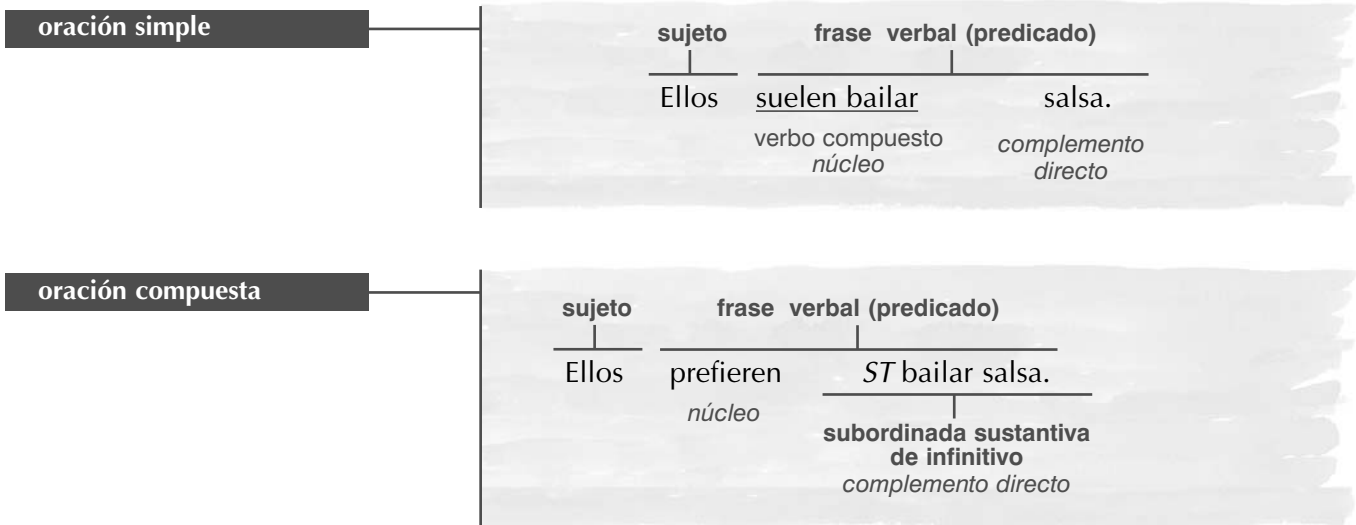 oración simple
sujeto frase verbal (predicado)
Ellos suelen bailar salsa.
verbo compuesto complemento
núcleo directo
oración compuesta
sujeto frase verbal (predicado)
Ellos prefieren ST bailar salsa.
núcleo
subordinada sustantiva
de infinitivo
complemento directo